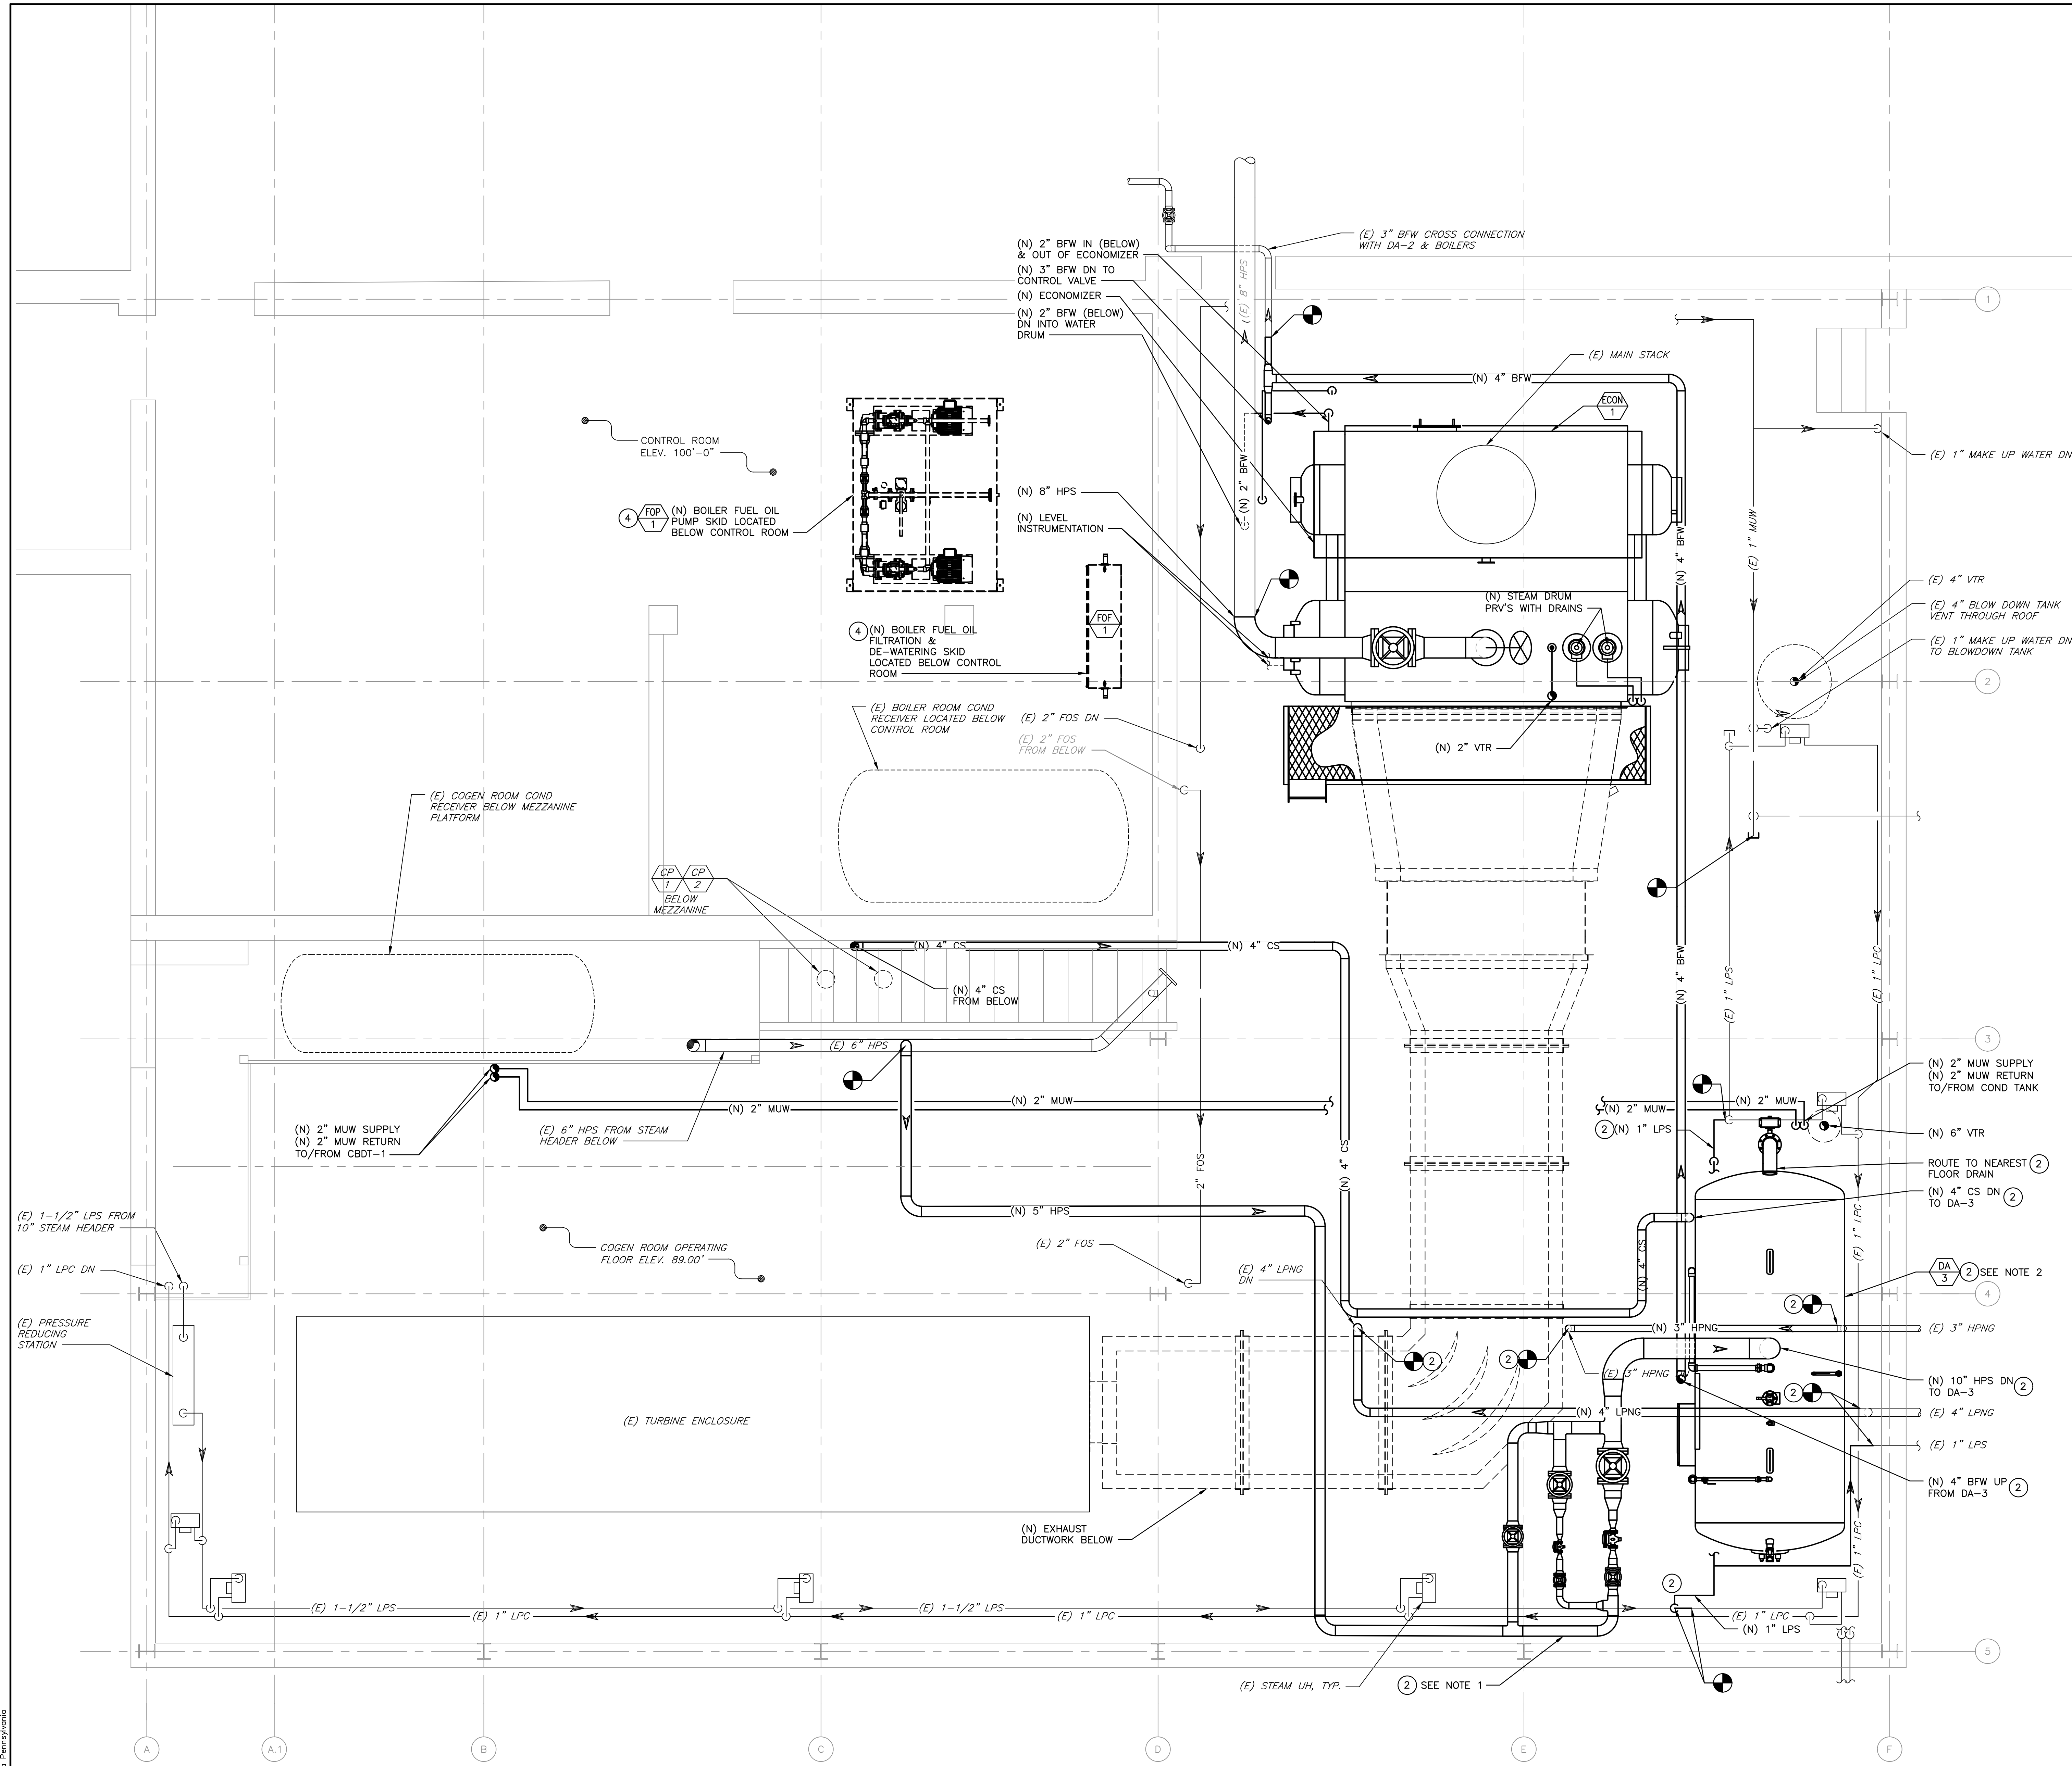 (E) 3" BFW CROSS CONNECTION
WITH DA-2 & BOILERS
(N) 2" BFW IN (BELOW)
& OUT OF ECONOMIZER
(N) 3" BFW DN TO
CONTROL VALVE
(N) ECONOMIZER
(N) 2" BFW (BELOW)
DN INTO WATER
DRUM
(E) 8" HPS
1
(E) MAIN STACK
(N) 4" BFW
ECON
1
CONTROL ROOM
ELEV. 100'-0"
(E) 1" MAKE UP WATER DN
(N) 2" BFW
(N) 8" HPS
(N) LEVEL
INSTRUMENTATION
4
FOP
1
(N) BOILER FUEL OIL
PUMP SKID LOCATED
BELOW CONTROL ROOM
(N) 4" BFW
(E) 1" MUW
(E) 4" VTR
(E) 4" BLOW DOWN TANK
VENT THROUGH ROOF
(E) 1" MAKE UP WATER DN
TO BLOWDOWN TANK
(N) STEAM DRUM
PRV'S WITH DRAINS
FOF
1
4
(N) BOILER FUEL OIL
FILTRATION &
DE-WATERING SKID
LOCATED BELOW CONTROL
ROOM
2
(E) BOILER ROOM COND
RECEIVER LOCATED BELOW
CONTROL ROOM
(E) 2" FOS DN
(E) 2" FOS
FROM BELOW
(N) 2" VTR
(E) COGEN ROOM COND
RECEIVER BELOW MEZZANINE
PLATFORM
CP
1
CP
2
BELOW
MEZZANINE
(N) 4" CS
(N) 4" CS
(N) 4" CS
FROM BELOW
(N) 4" BFW
(E) 1" LPS
(E) 1" LPC
(E) 6" HPS
3
(N) 2" MUW SUPPLY
(N) 2" MUW RETURN
TO/FROM COND TANK
(N) 2" MUW
(N) 2" MUW
(N) 2" MUW
(N) 2" MUW
(N) 2" MUW SUPPLY
(N) 2" MUW RETURN
TO/FROM CBDT-1
(E) 6" HPS FROM STEAM
HEADER BELOW
2
(N) 1" LPS
(N) 6" VTR
ROUTE TO NEAREST
FLOOR DRAIN
2
(N) 4" CS DN
TO DA-3
2
(N) 4" CS
2" FOS
(N) 5" HPS
(E) 1-1/2" LPS FROM
10" STEAM HEADER
(E) 1" LPC DN
COGEN ROOM OPERATING
FLOOR ELEV. 89.00'
(E) 2" FOS
(E) 4" LPNG
DN
(N) 4" CS
(E) 1" LPC
DA
3
2
SEE NOTE 2
4
(E) PRESSURE
REDUCING
STATION
2
(N) 3" HPNG
(E) 3" HPNG
2
2
(E) 3" HPNG
(N) 10" HPS DN
TO DA-3
2
2
(N) 4" LPNG
(E) 4" LPNG
(E) TURBINE ENCLOSURE
(E) 1" LPS
(N) 4" BFW UP
FROM DA-3
2
(N) EXHAUST
DUCTWORK BELOW
(E) 1" LPC
2
(E) 1-1/2" LPS
(E) 1" LPC
(E) 1-1/2" LPS
(E) 1" LPC
(E) 1" LPC
(N) 1" LPS
5
(E) STEAM UH, TYP.
2
SEE NOTE 1
A
A.1
B
C
D
E
F
Pennsylvania